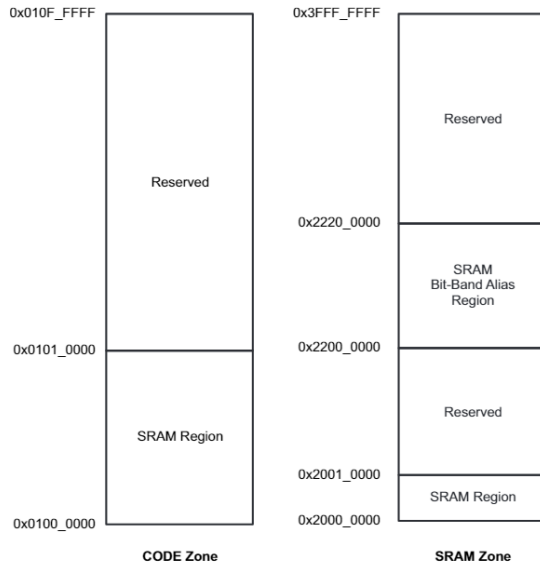 0x010F_FFFF
Reserved
0x0101_0000
SRAM Region
0x0100_0000
CODE Zone
0x3FFF_FFFF
Reserved
0x2220_0000
SRAM
Bit-Band Alias
Region
0x2200_0000
Reserved
0x2001_0000
SRAM Region
0x2000_0000
SRAM Zone